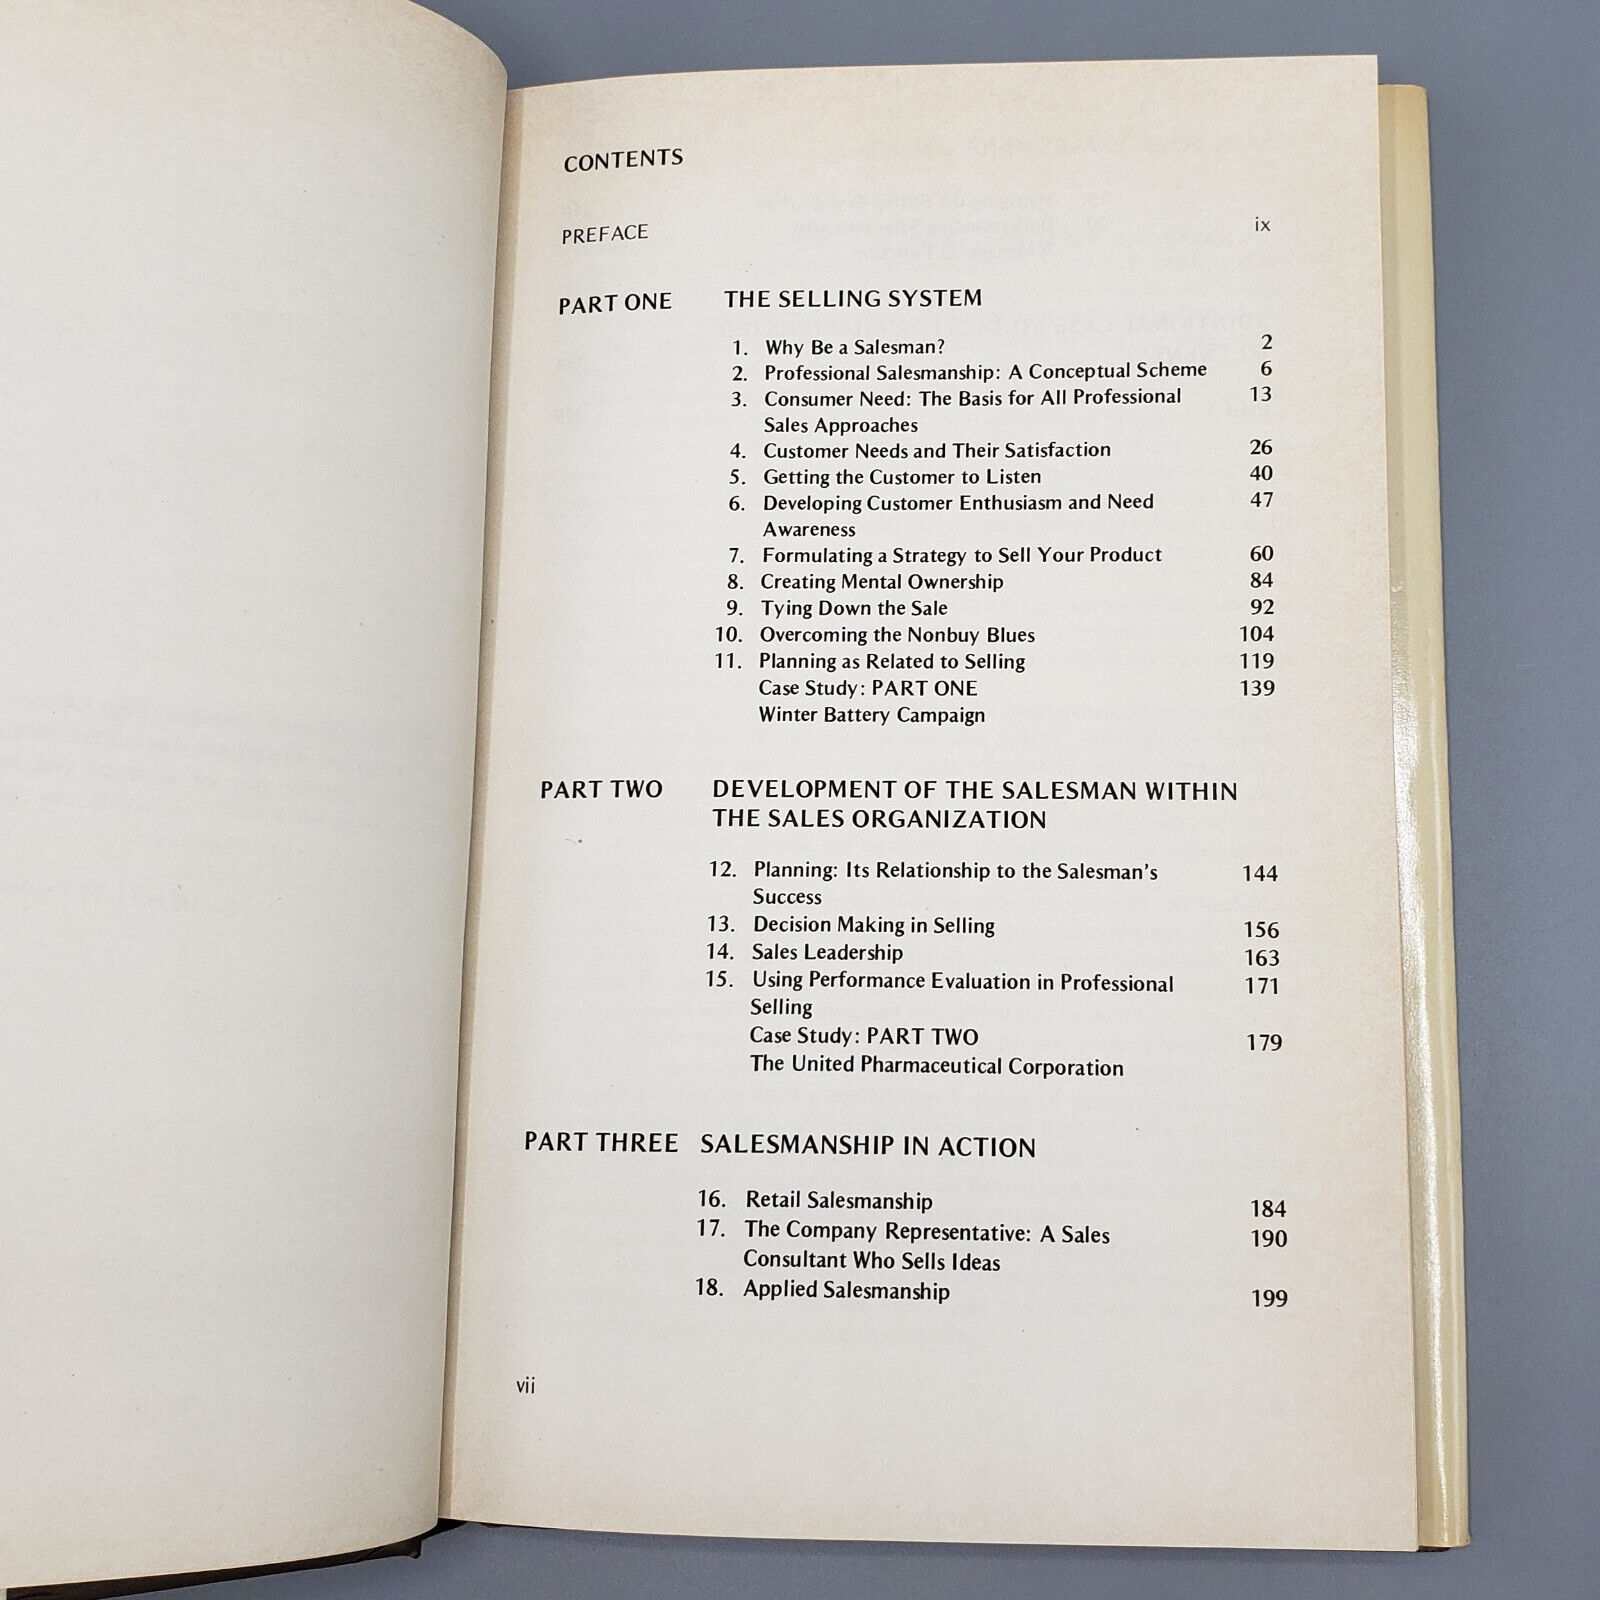 CONTENTS
PREFACE ix
PART ONE THE SELLING SYSTEM
1. Why Be a Salesman? 2
2. Professional Salesmanship: A Conceptual Scheme 6
3. Consumer Need: The Basis for All Professional 13
Sales Approaches
4. Customer Needs and Their Satisfaction 26
5. Getting the Customer to Listen 40
6. Developing Customer Enthusiasm and Need 47
Awareness
7. Formulating a Strategy to Sell Your Product 60
8. Creating Mental Ownership 84
9. Tying Down the Sale 92
10. Overcoming the Nonbuy Blues 104
11. Planning as Related to Selling 119
Case Study: PART ONE 139
Winter Battery Campaign
PART TWO DEVELOPMENT OF THE SALESMAN WITHIN
THE SALES ORGANIZATION
12. Planning: Its Relationship to the Salesman's 144
Success
13. Decision Making in Selling 156
14. Sales Leadership 163
15. Using Performance Evaluation in Professional 171
Selling
Case Study: PART TWO 179
The United Pharmaceutical Corporation
PART THREE SALESMANSHIP IN ACTION
16. Retail Salesmanship 184
17. The Company Representative: A Sales 190
Consultant Who Sells Ideas
18. Applied Salesmanship 199
vii